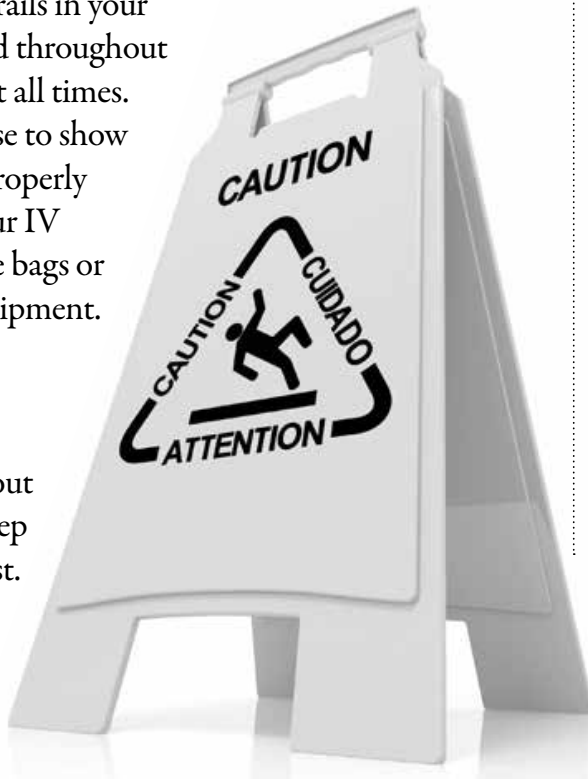 rails in your
d throughout
t all times.
se to show
roperly
ur IV
e bags or
ipment.
out
ep
st.
CAUTION
CAUTION
CUIDADO
ATTENTION